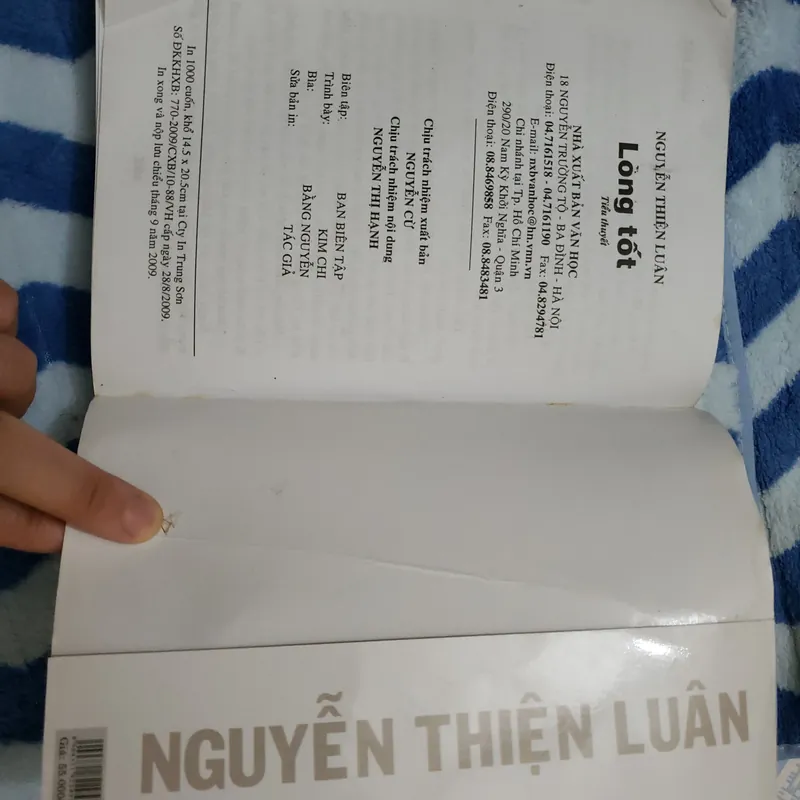 NGUYỄN THIỆN LUÂN
Lòng tốt
Tiểu thuyết
NHÀ XUẤT BẢN VĂN HỌC
18 NGUYỄN TRƯỜNG TỘ - BA ĐÌNH - HÀ NỘI
Điện thoại: 04.7161518 - 04.7161190 Fax: 04.8294781
E-mail: nxbvanhoc@hn.vnn.vn
Chi nhánh tại Tp. Hồ Chí Minh
290/20 Nam Kỳ Khởi Nghĩa - Quận 3
Điện thoại: 08.8469858 Fax: 08.8483481
Chịu trách nhiệm xuất bản
NGUYỄN CỪ
Chịu trách nhiệm nội dung
NGUYỄN THỊ HẠNH
Biên tập: BAN BIÊN TẬP
Trình bày: KIM CHI
Bìa: BẰNG NGUYỄN
Sửa bản in: TÁC GIẢ
In 1000 cuốn, khổ 14.5 x 20.5cm tại Cty In Trung Sơn
Số ĐKKHXB: 770-2009/CXB/10-88/VH cấp ngày 28/8/2009.
In xong và nộp lưu chiểu tháng 9 năm 2009.
NGUYỄN THIỆN LUÂN
Giá: 55.000